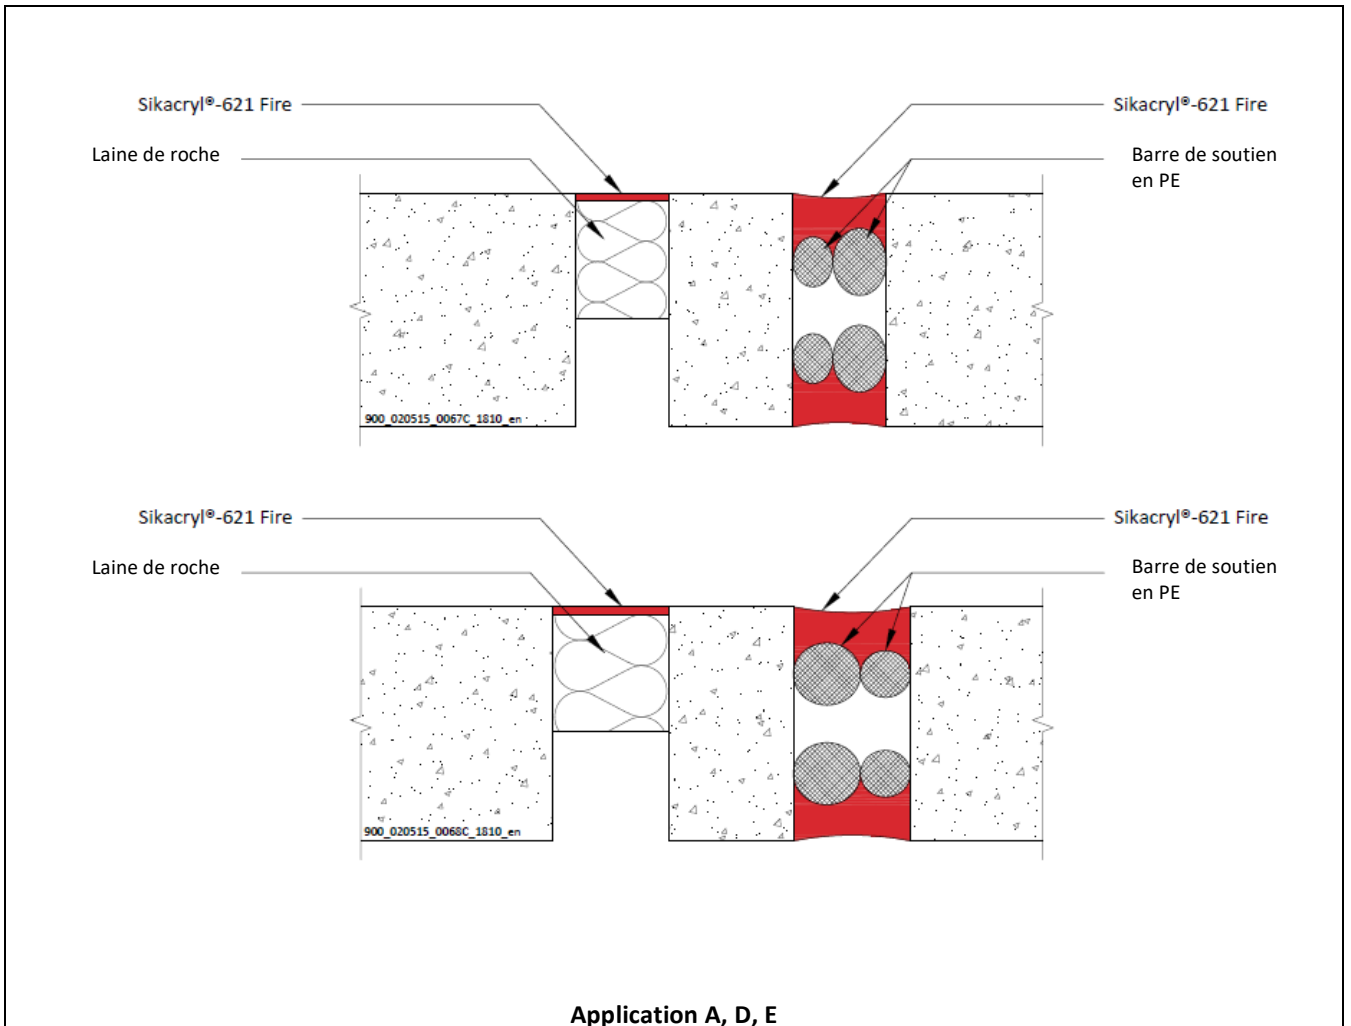 Sikacryl®-621 Fire
Sikacryl®-621 Fire
Laine de roche
Barre de soutien
en PE
900_020515_0067C_1810_en
Sikacryl®-621 Fire
Sikacryl®-621 Fire
Laine de roche
Barre de soutien
en PE
900_020515_0068C_1810_en
Application A, D, E